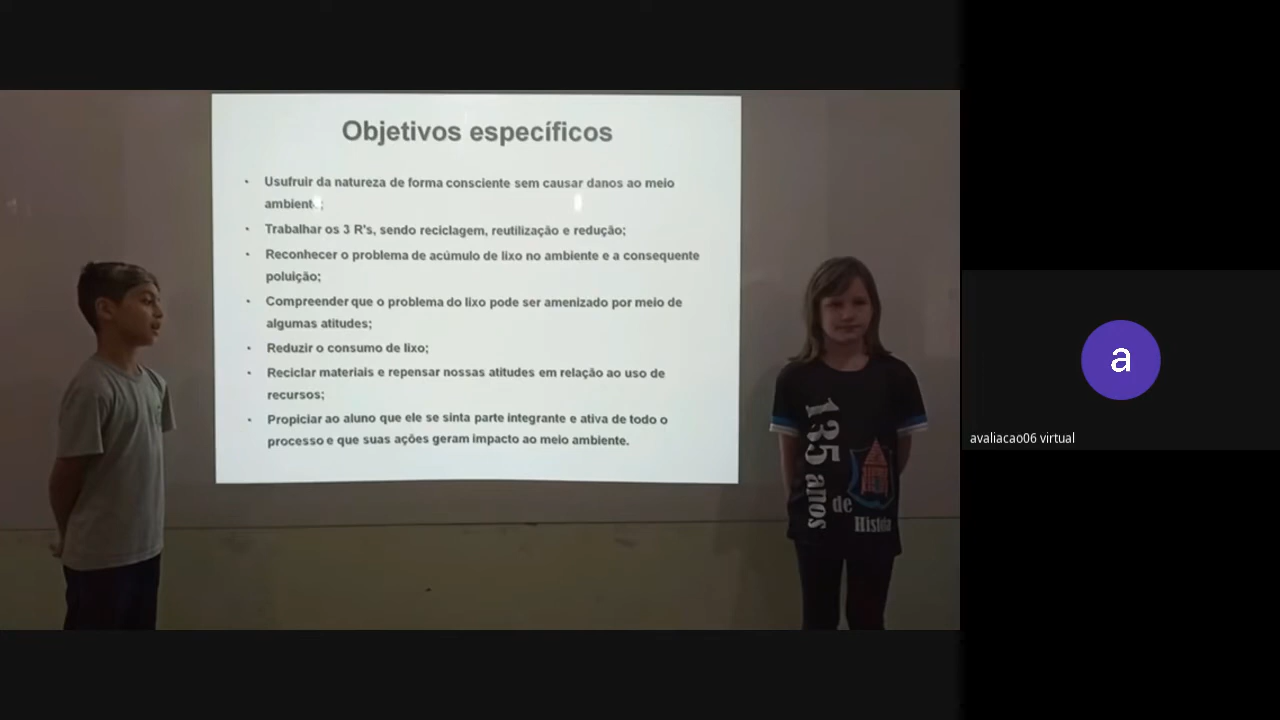 Objetivos específicos
• Usufruir da natureza de forma consciente sem causar danos ao meio
ambiente;
• Trabalhar os 3 R's, sendo reciclagem, reutilização e redução;
• Reconhecer o problema de acúmulo de lixo no ambiente e a consequente
poluição;
• Compreender que o problema do lixo pode ser amenizado por meio de
algumas atitudes;
• Reduzir o consumo de lixo;
• Reciclar materiais e repensar nossas atitudes em relação ao uso de
recursos;
• Propiciar ao aluno que ele se sinta parte integrante e ativa de todo o
processo e que suas ações geram impacto ao meio ambiente.
135 anos
de
História
a
avaliacao06 virtual